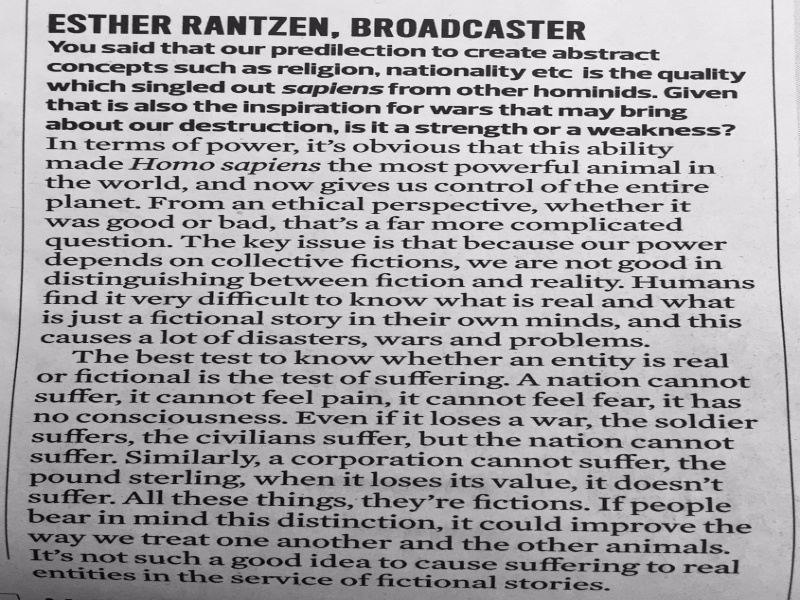 ESTHER RANTZEN, BROADCASTER
You said that our predilection to create abstract
concepts such as religion, nationality etc is the quality
which singled out sapiens from other hominids. Given
that is also the inspiration for wars that may bring
about our destruction, is it a strength or a weakness?
In terms of power, it's obvious that this ability
made Homo sapiens the most powerful animal in
the world, and now gives us control of the entire
planet. From an ethical perspective, whether it
was good or bad, that's a far more complicated
question. The key issue is that because our power
depends on collective fictions, we are not good in
distinguishing between fiction and reality. Humans
find it very difficult to know what is real and what
is just a fictional story in their own minds, and this
causes a lot of disasters, wars and problems.
The best test to know whether an entity is real
or fictional is the test of suffering. A nation cannot
suffer, it cannot feel pain, it cannot feel fear, it has
no consciousness. Even if it loses a war, the soldier
suffers, the civilians suffer, but the nation cannot
suffer. Similarly, a corporation cannot suffer, the
pound sterling, when it loses its value, it doesn't
suffer. All these things, they're fictions. If people
bear in mind this distinction, it could improve the
way we treat one another and the other animals.
It's not such a good idea to cause suffering to real
entities in the service of fictional stories.